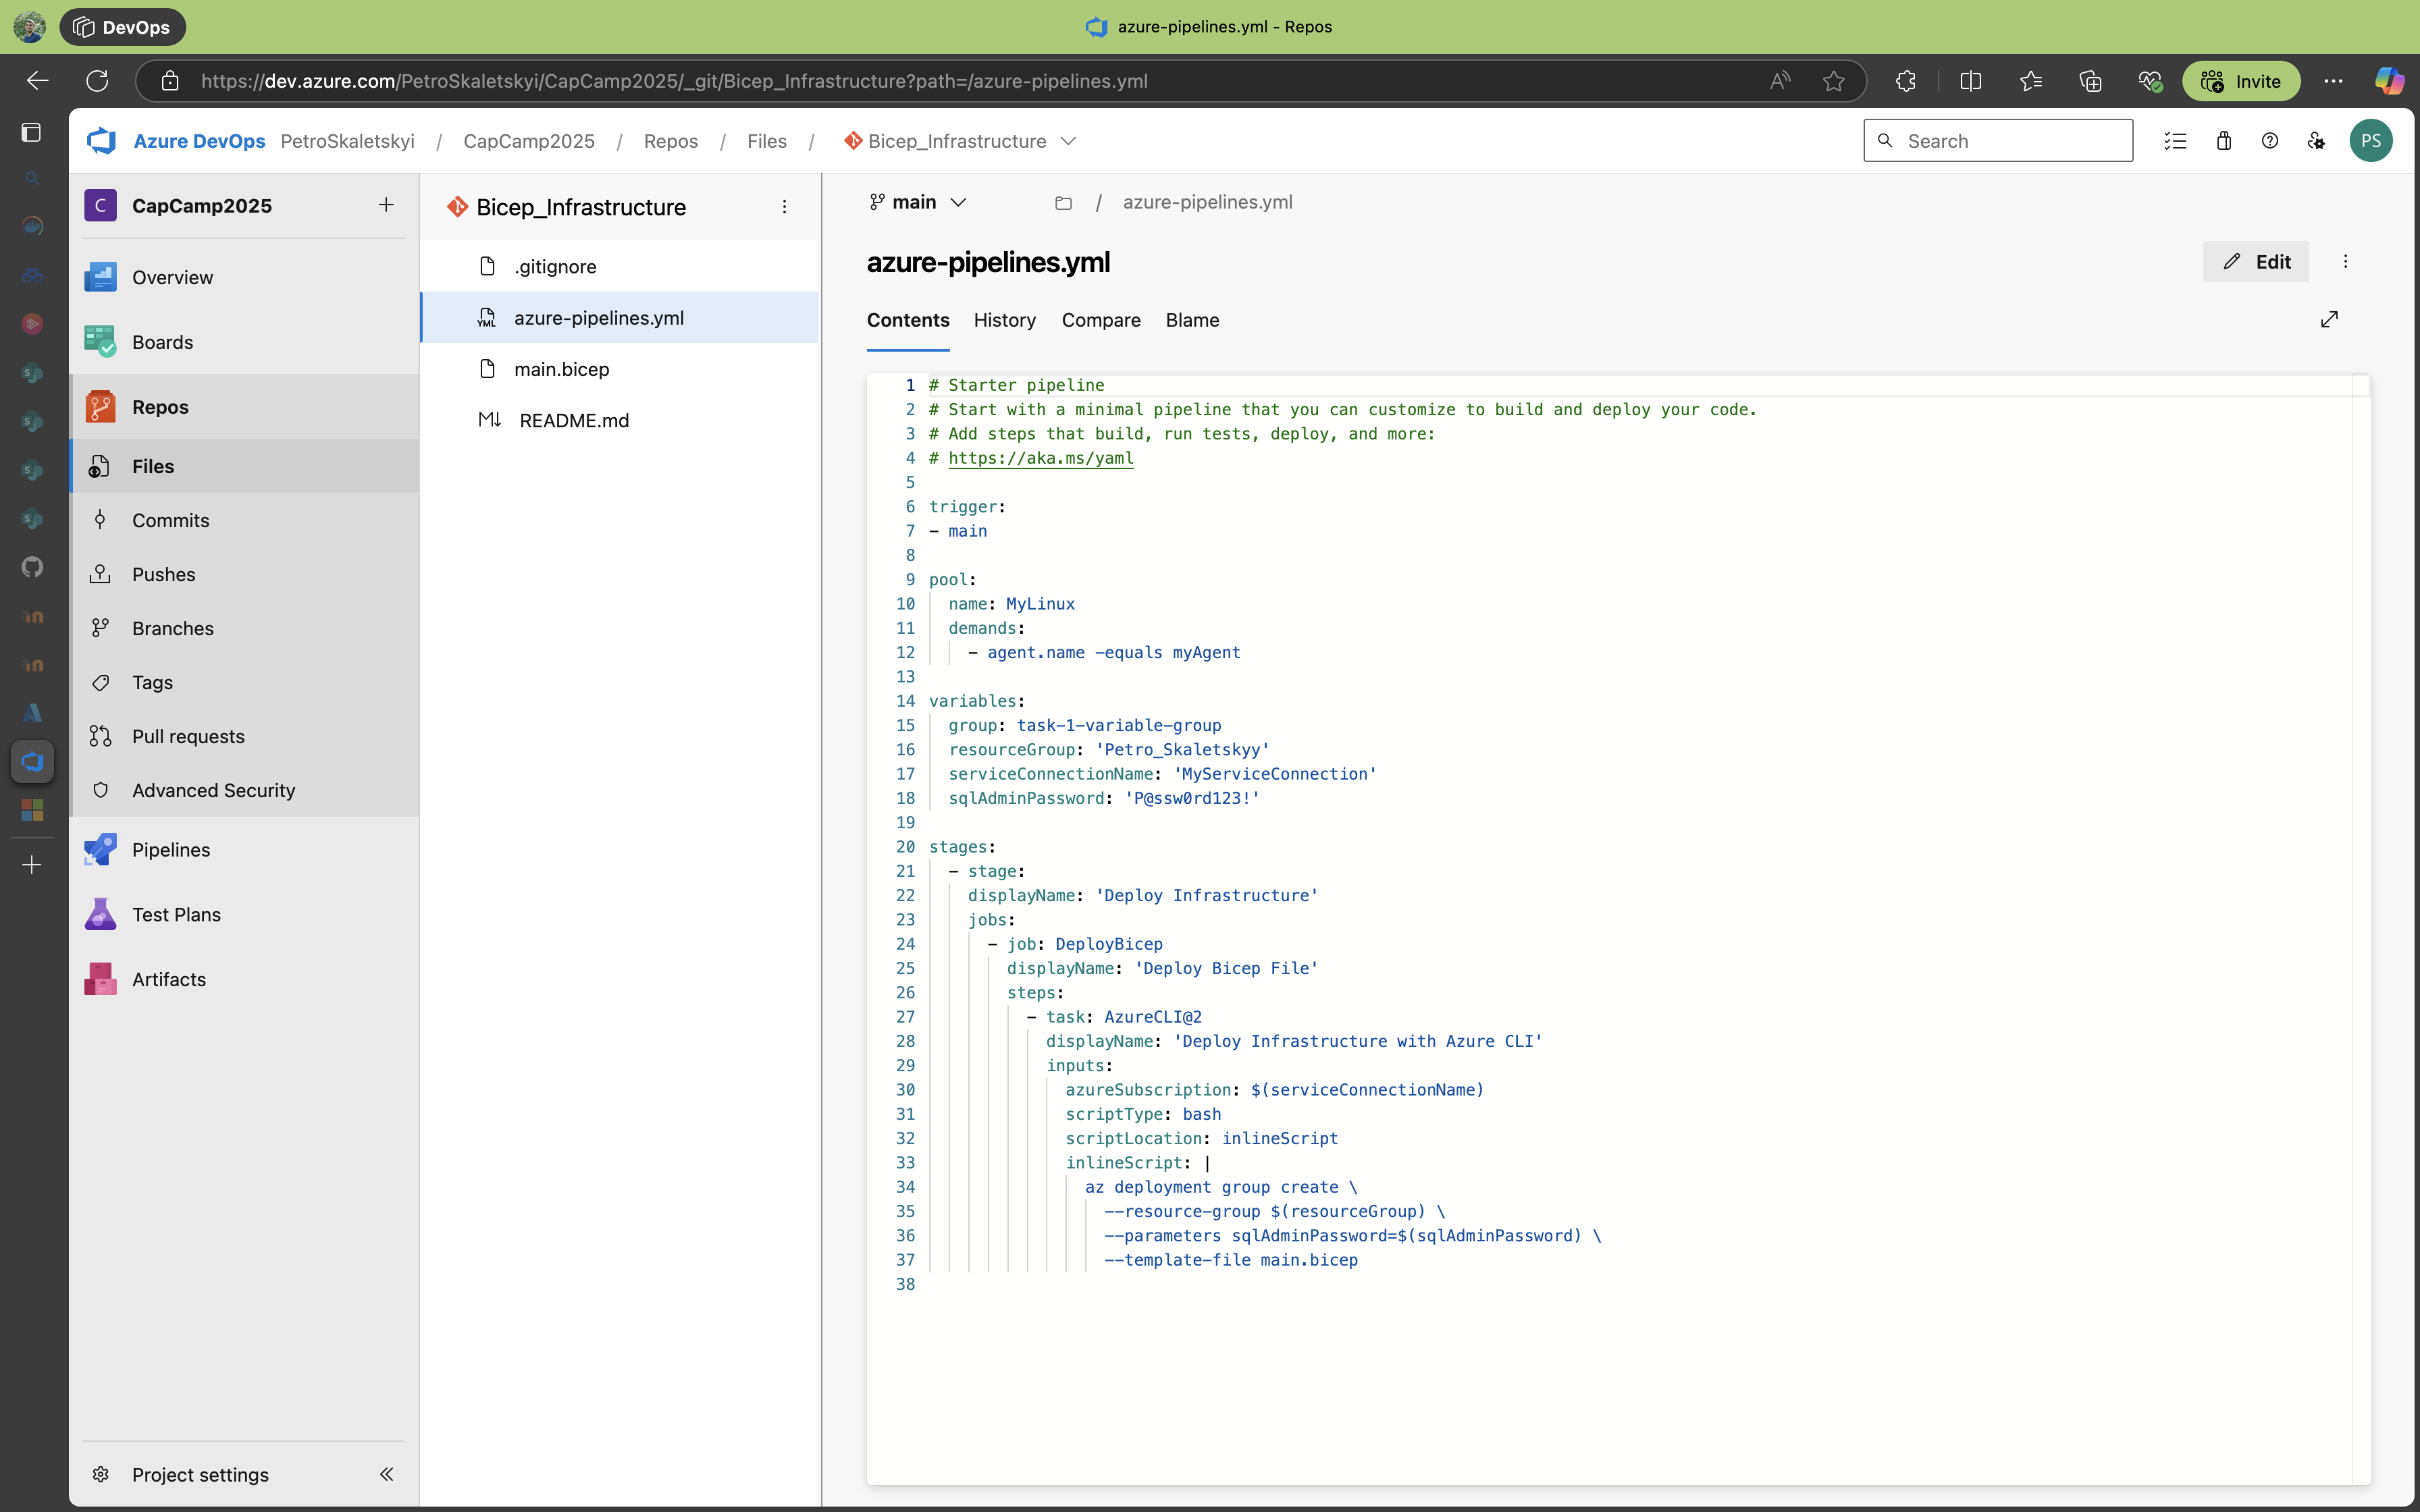 DevOps
azure-pipelines.yml - Repos
https://dev.azure.com/PetroSkaletskyi/CapCamp2025/_git/Bicep_Infrastructure?path=/azure-pipelines.yml
Invite
Azure DevOps PetroSkaletskyi / CapCamp2025 / Repos / Files / Bicep_Infrastructure
Search
PS
C CapCamp2025
Overview
Boards
Repos
Files
Commits
Pushes
Branches
Tags
Pull requests
Advanced Security
Pipelines
Test Plans
Artifacts
Project settings
Bicep_Infrastructure
.gitignore
YML azure-pipelines.yml
main.bicep
M↓ README.md
main / azure-pipelines.yml
azure-pipelines.yml
Edit
Contents History Compare Blame
1 # Starter pipeline
2 # Start with a minimal pipeline that you can customize to build and deploy your code.
3 # Add steps that build, run tests, deploy, and more:
4 # https://aka.ms/yaml
5
6 trigger:
7 - main
8
9 pool:
10 name: MyLinux
11 demands:
12 - agent.name -equals myAgent
13
14 variables:
15 group: task-1-variable-group
16 resourceGroup: 'Petro_Skaletskyy'
17 serviceConnectionName: 'MyServiceConnection'
18 sqlAdminPassword: 'P@ssw0rd123!'
19
20 stages:
21 - stage:
22 displayName: 'Deploy Infrastructure'
23 jobs:
24 - job: DeployBicep
25 displayName: 'Deploy Bicep File'
26 steps:
27 - task: AzureCLI@2
28 displayName: 'Deploy Infrastructure with Azure CLI'
29 inputs:
30 azureSubscription: $(serviceConnectionName)
31 scriptType: bash
32 scriptLocation: inlineScript
33 inlineScript: |
34 az deployment group create \
35 --resource-group $(resourceGroup) \
36 --parameters sqlAdminPassword=$(sqlAdminPassword) \
37 --template-file main.bicep
38